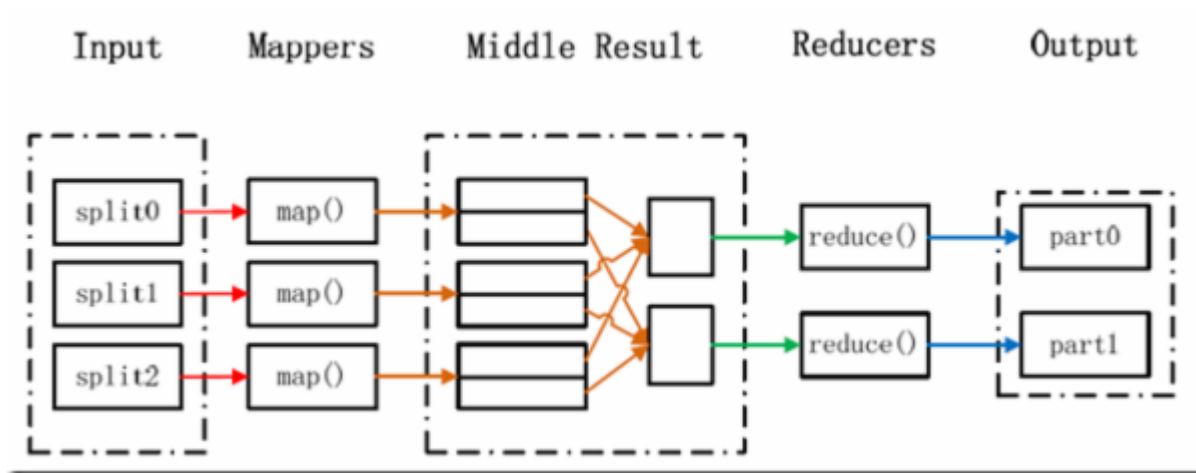 Input Mappers Middle Result Reducers Output
split0 map() reduce() part0
split1 map() reduce() part1
split2 map()